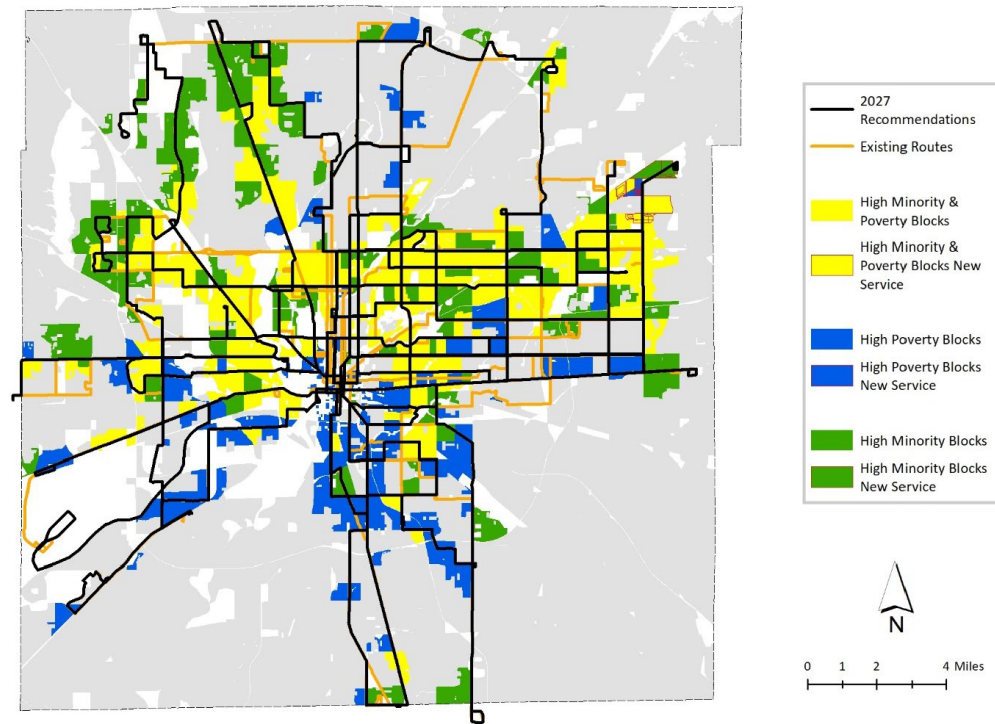 2027
Recommendations
Existing Routes
High Minority &
Poverty Blocks
High Minority &
Poverty Blocks New
Service
High Poverty Blocks
High Poverty Blocks
New Service
High Minority Blocks
High Minority Blocks
New Service
N
0 1 2 4 Miles